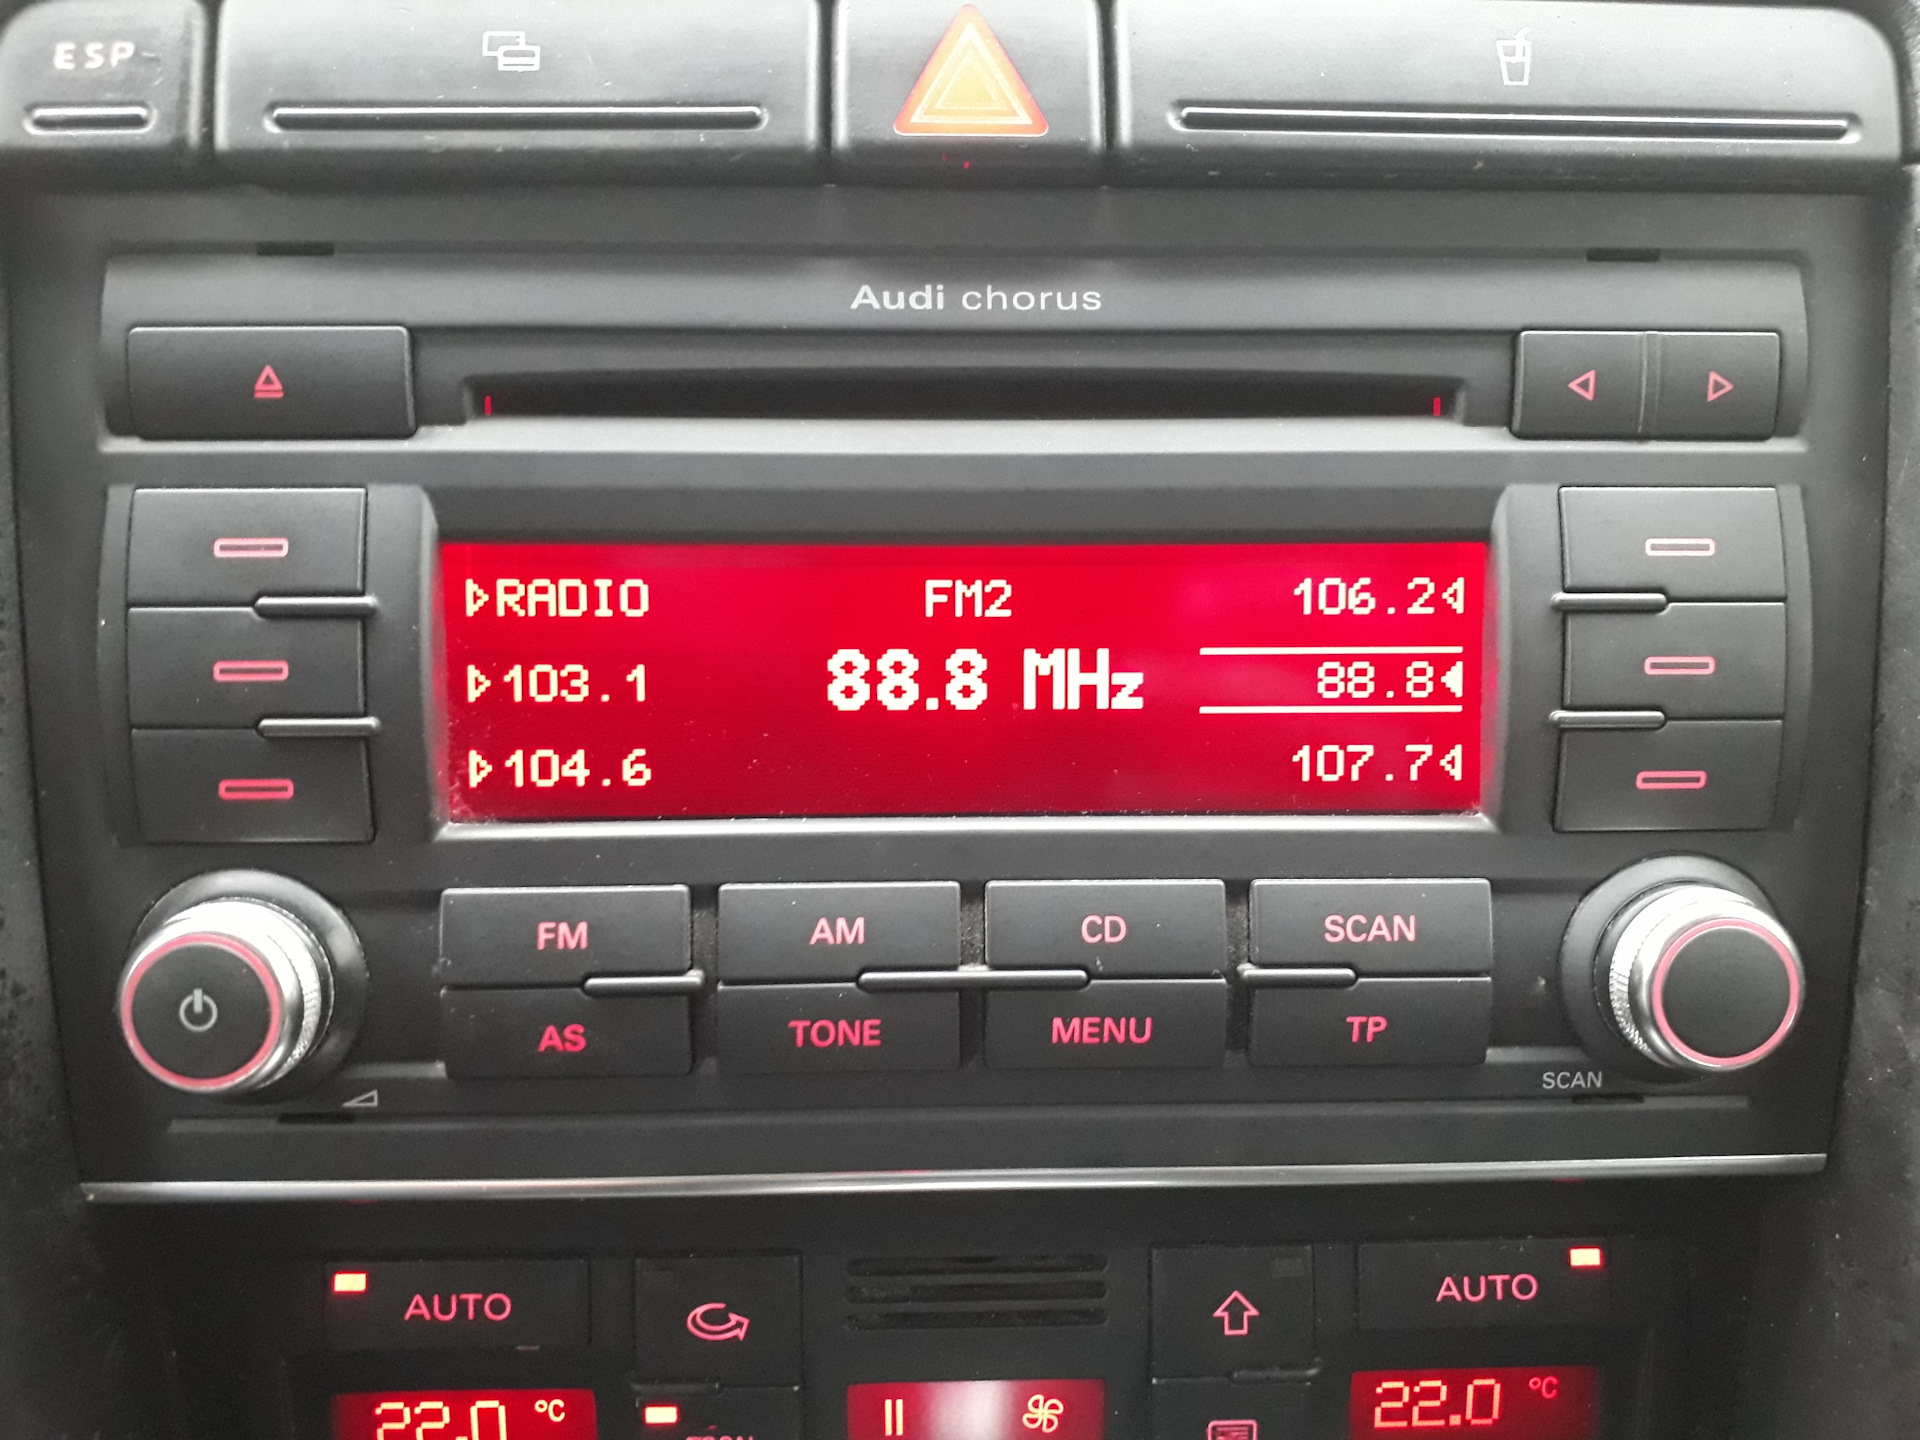 ESP
Audi chorus
RADIO FM2 106.2
103.1 88.8 MHz 88.8
104.6 107.7
FM AM CD SCAN
AS TONE MENU TP
SCAN
AUTO AUTO
22.0 °C 22.0 °C